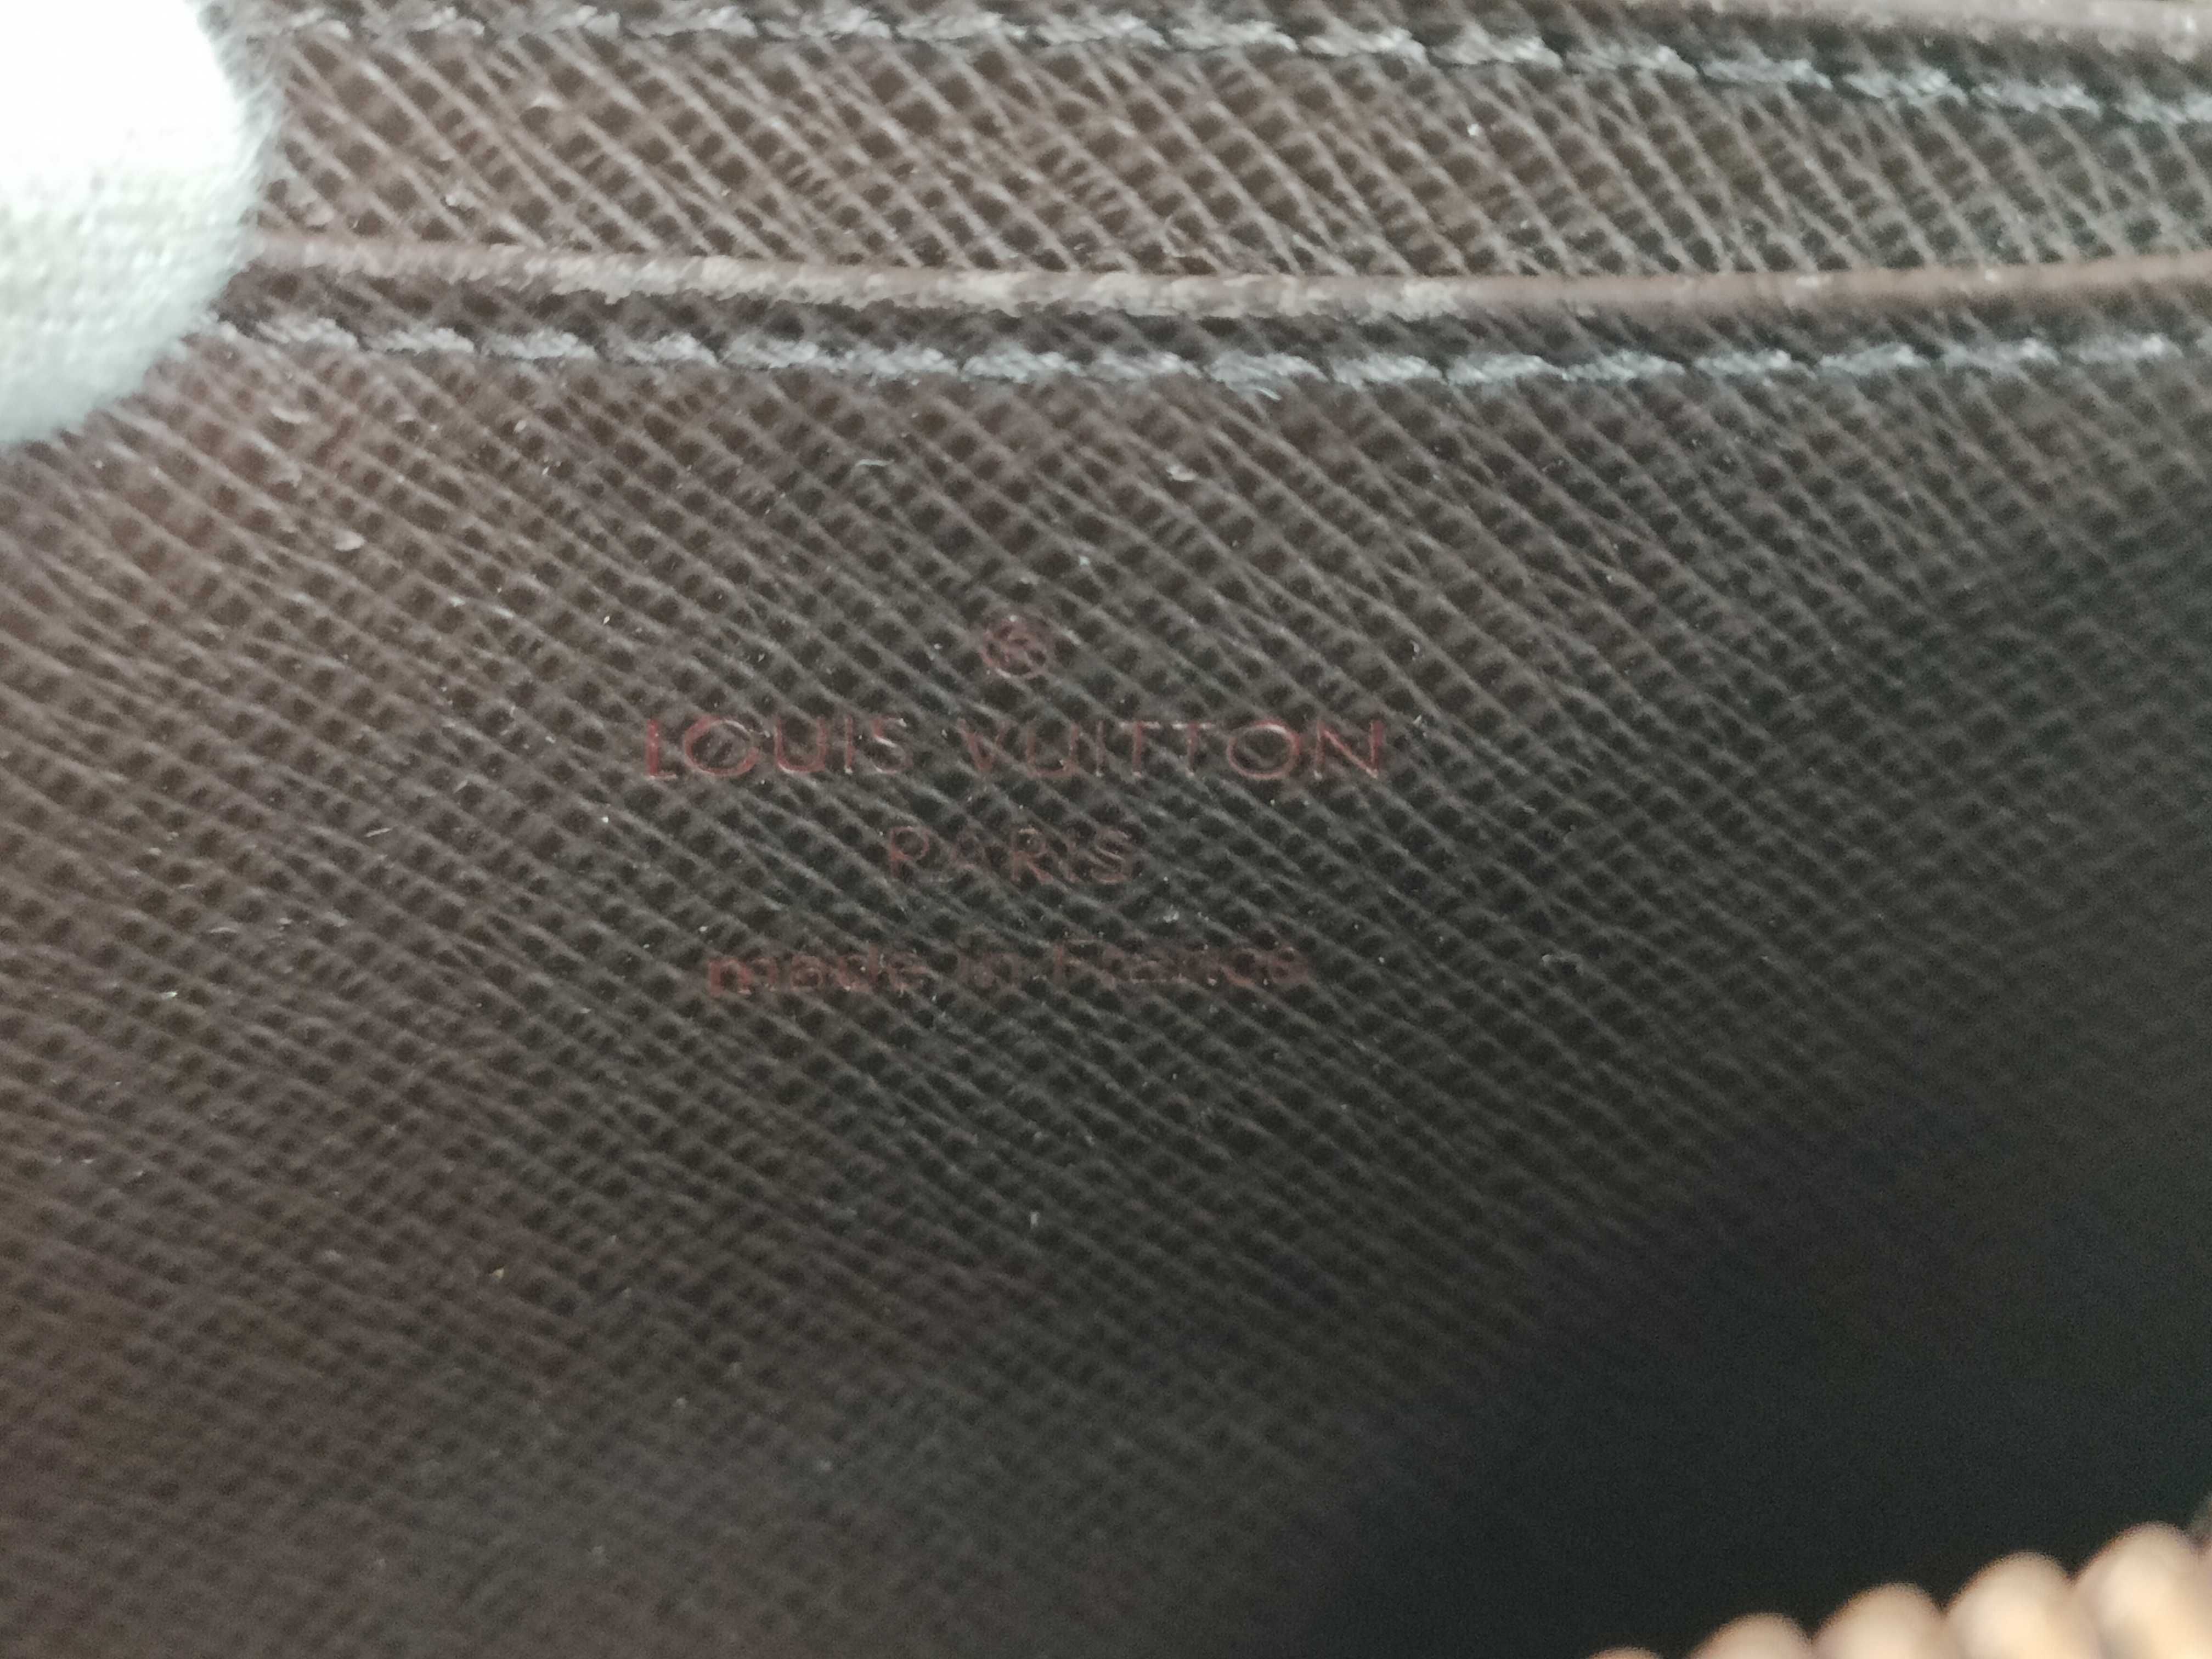 ®
LOUIS VUITTON
PARIS
made in France